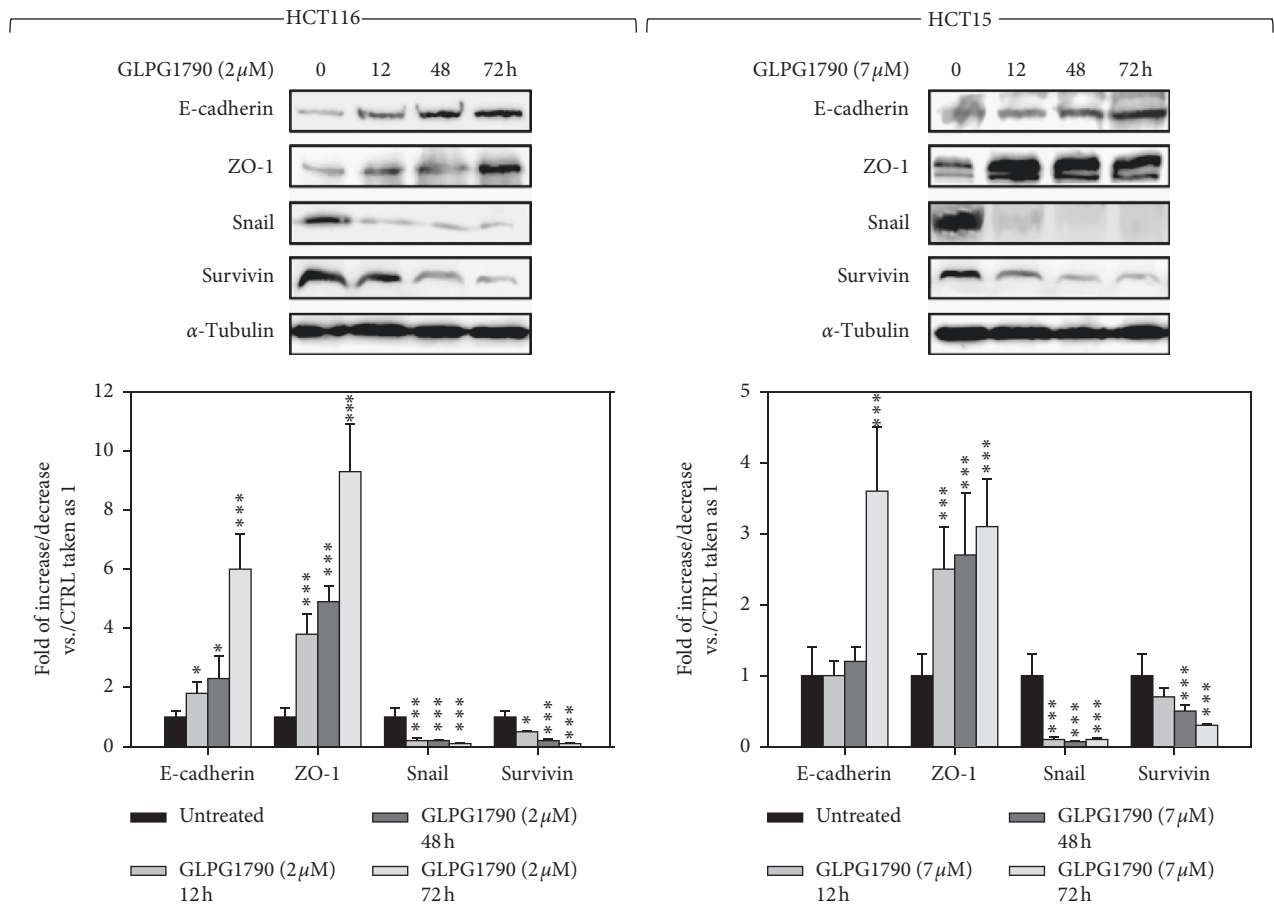 HCT116
GLPG1790 (2 μM) 0 12 48 72 h
E-cadherin
ZO-1
Snail
Survivin
α-Tubulin
Fold of increase/decrease
vs./CTRL taken as 1
12
10
8
6
4
2
0
* * *** * *** *** *** *** *** *** * *** ***
E-cadherin ZO-1 Snail Survivin
Untreated
GLPG1790 (2 μM)
48 h
GLPG1790 (2 μM)
12 h
GLPG1790 (2 μM)
72 h
HCT15
GLPG1790 (7 μM) 0 12 48 72 h
E-cadherin
ZO-1
Snail
Survivin
α-Tubulin
Fold of increase/decrease
vs./CTRL taken as 1
5
4
3
2
1
0
*** *** *** *** *** *** *** *** ***
E-cadherin ZO-1 Snail Survivin
Untreated
GLPG1790 (7 μM)
48 h
GLPG1790 (7 μM)
12 h
GLPG1790 (7 μM)
72 h